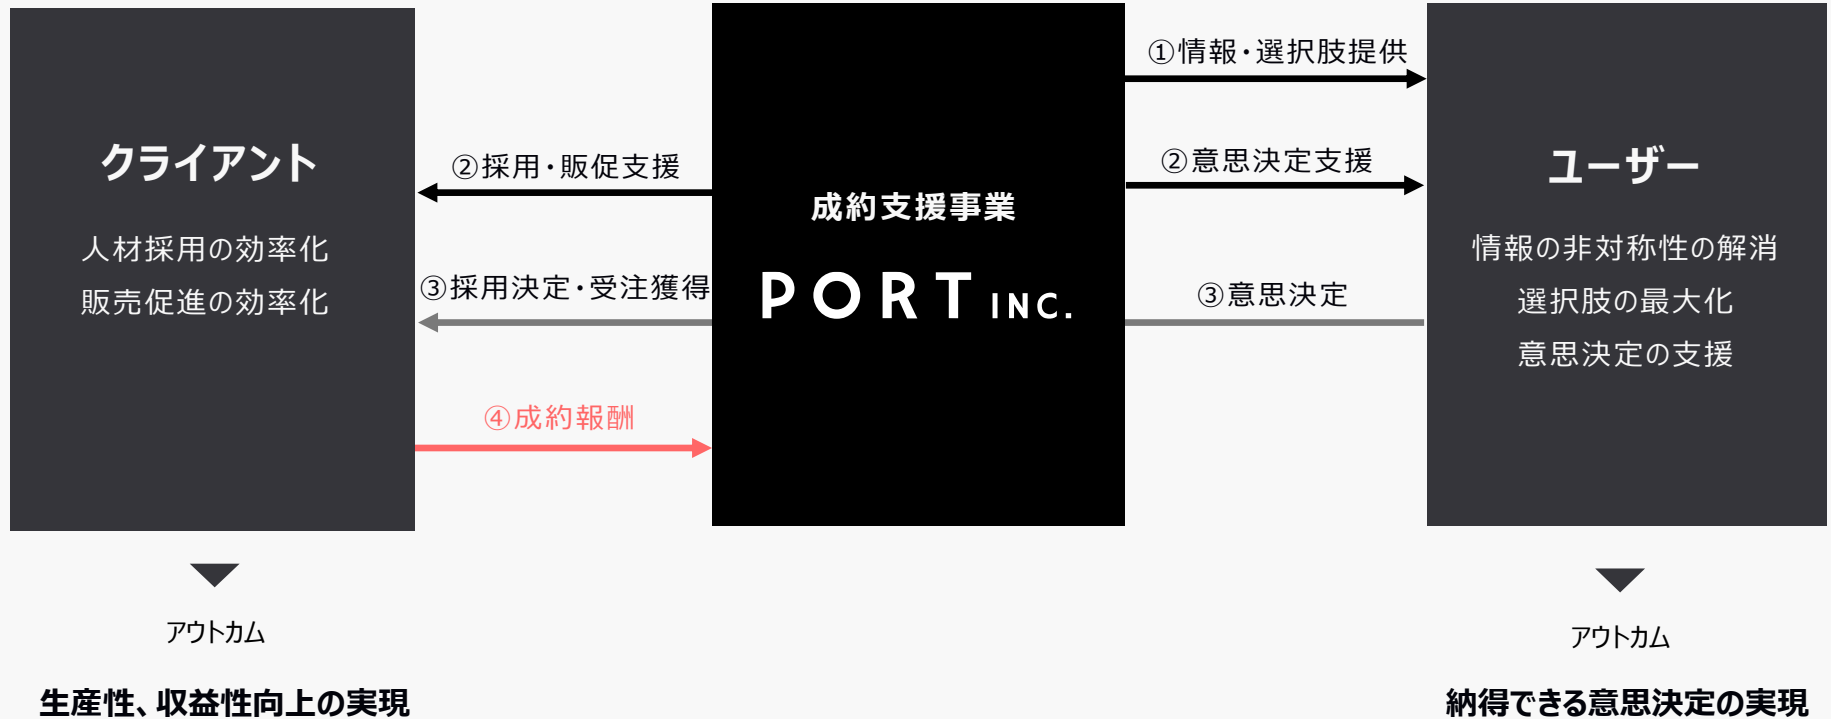 クライアント
人材採用の効率化
販売促進の効率化
②採用・販促支援
③採用決定・受注獲得
④成約報酬
成約支援事業
PORT INC.
①情報・選択肢提供
②意思決定支援
③意思決定
ユーザー
情報の非対称性の解消
選択肢の最大化
意思決定の支援
アウトカム
生産性、収益性向上の実現
アウトカム
納得できる意思決定の実現